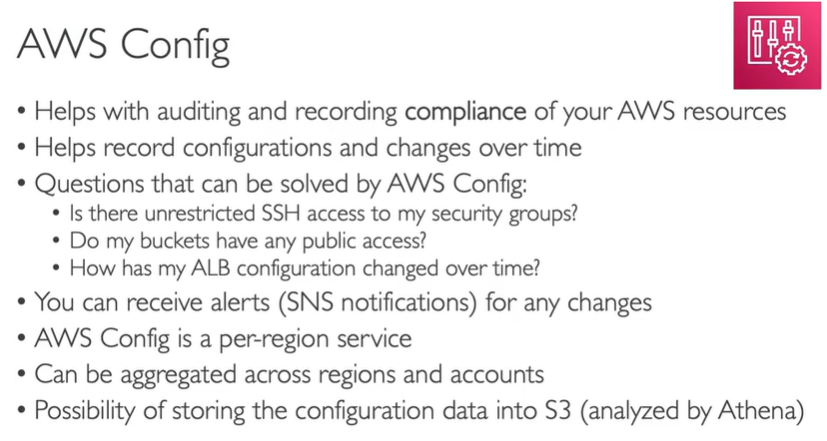 AWS Config
• Helps with auditing and recording compliance of your AWS resources
• Helps record configurations and changes over time
• Questions that can be solved by AWS Config:
• Is there unrestricted SSH access to my security groups?
• Do my buckets have any public access?
• How has my ALB configuration changed over time?
• You can receive alerts (SNS notifications) for any changes
• AWS Config is a per-region service
• Can be aggregated across regions and accounts
• Possibility of storing the configuration data into S3 (analyzed by Athena)